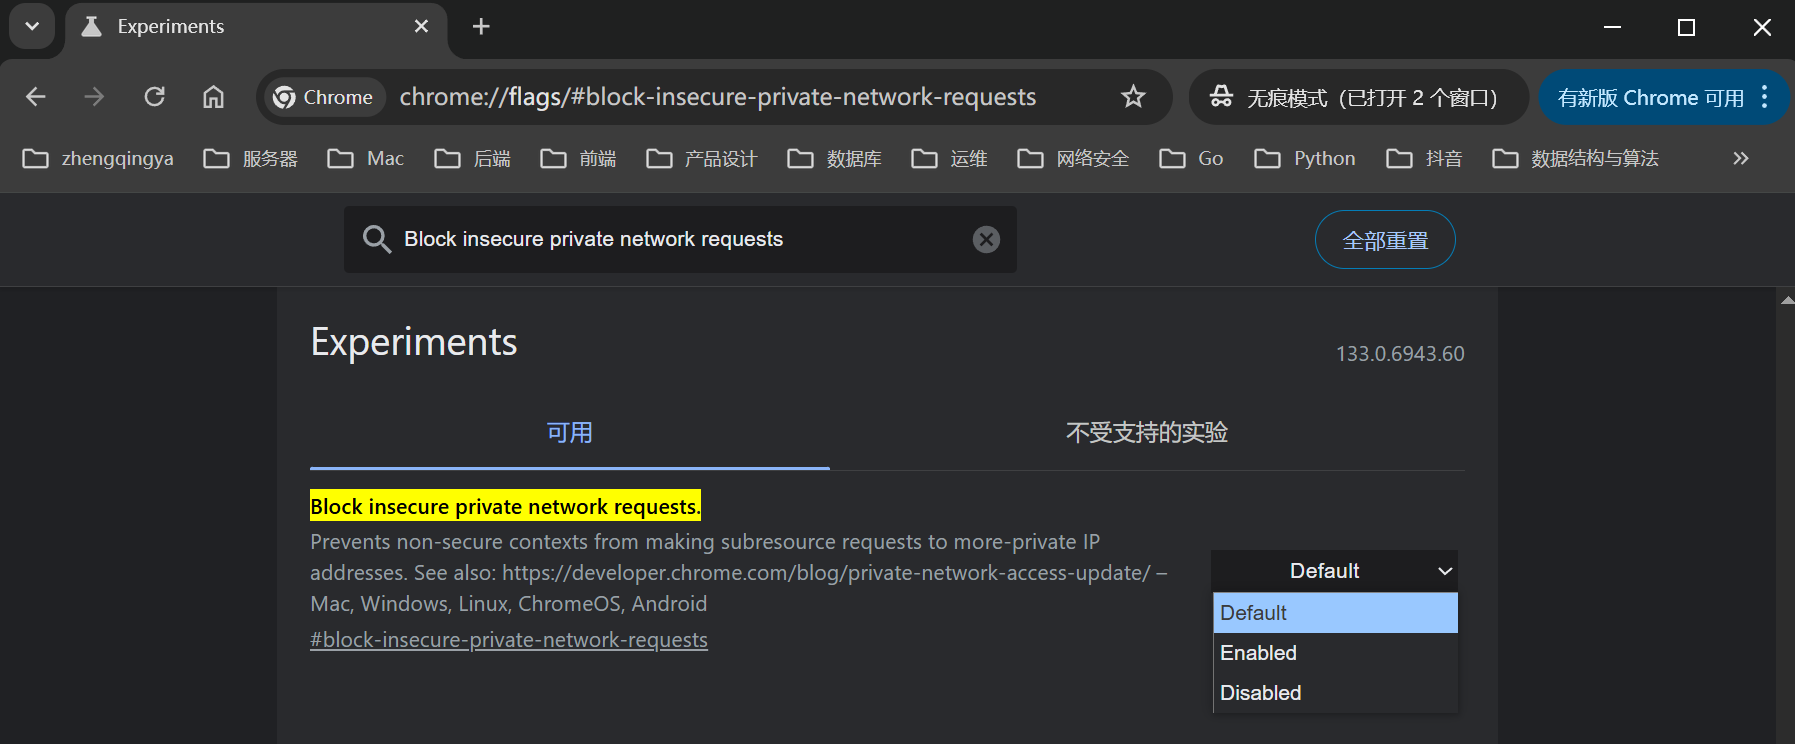 Experiments
Chrome chrome://flags/#block-insecure-private-network-requests 无痕模式（已打开 2 个窗口） 有新版 Chrome 可用
zhengqingya 服务器 Mac 后端 前端 产品设计 数据库 运维 网络安全 Go Python 抖音 数据结构与算法
Block insecure private network requests 全部重置
Experiments
133.0.6943.60
可用 不受支持的实验
Block insecure private network requests.
Prevents non-secure contexts from making subresource requests to more-private IP
addresses. See also: https://developer.chrome.com/blog/private-network-access-update/ –
Mac, Windows, Linux, ChromeOS, Android
#block-insecure-private-network-requests
Default
Default
Enabled
Disabled